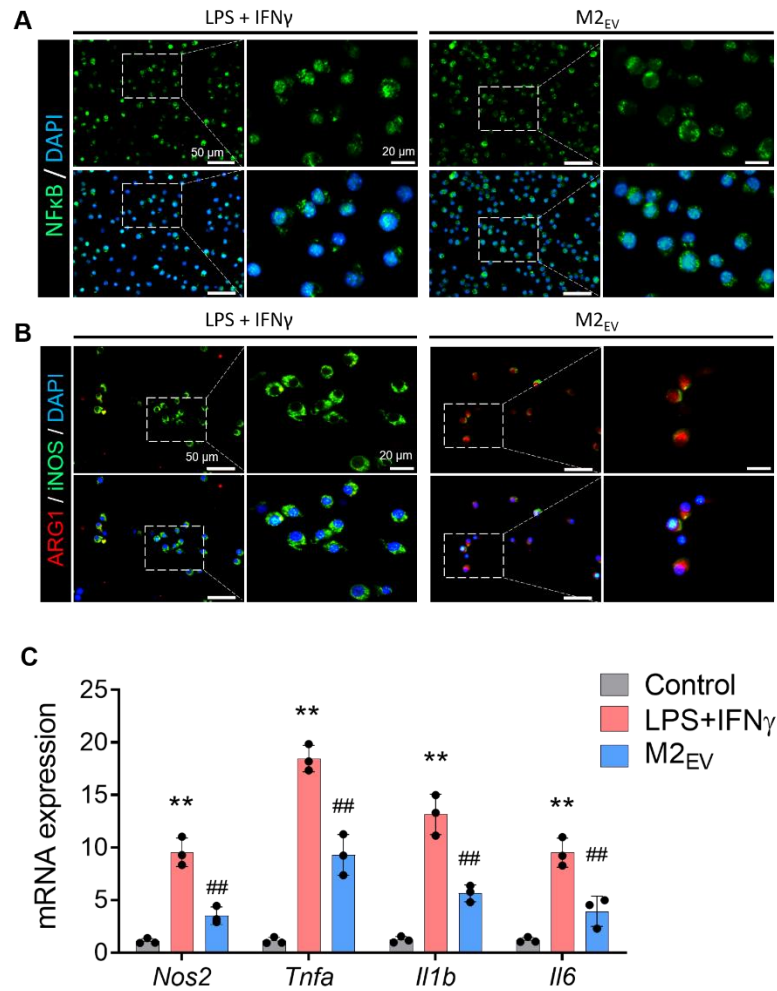 A
LPS + IFNγ
M2EV
NFκB / DAPI
50 µm
20 µm
B
LPS + IFNγ
M2EV
ARG1 / iNOS / DAPI
50 µm
20 µm
C
mRNA expression
25
20
15
10
5
0
**
##
**
##
**
##
**
##
Control
LPS+IFNγ
M2EV
Nos2
Tnfa
Il1b
Il6